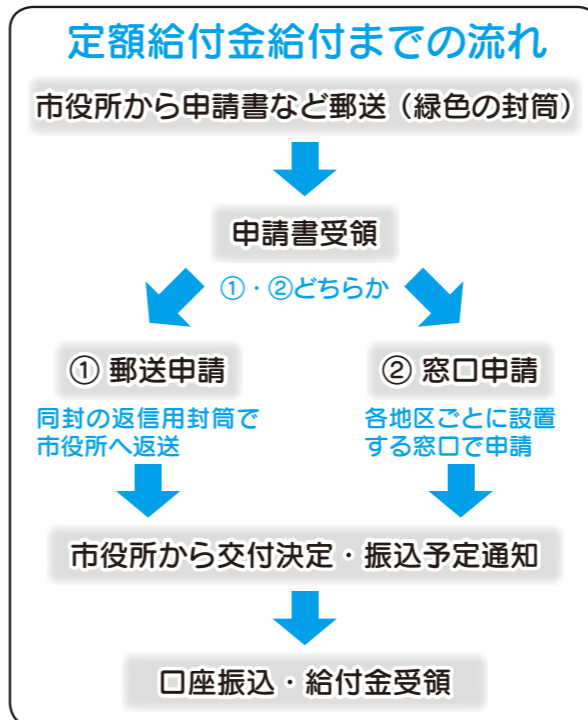 定額給付金給付までの流れ
市役所から申請書など郵送（緑色の封筒）
申請書受領
①・②どちらか
① 郵送申請
同封の返信用封筒で
市役所へ返送
② 窓口申請
各地区ごとに設置
する窓口で申請
市役所から交付決定・振込予定通知
口座振込・給付金受領